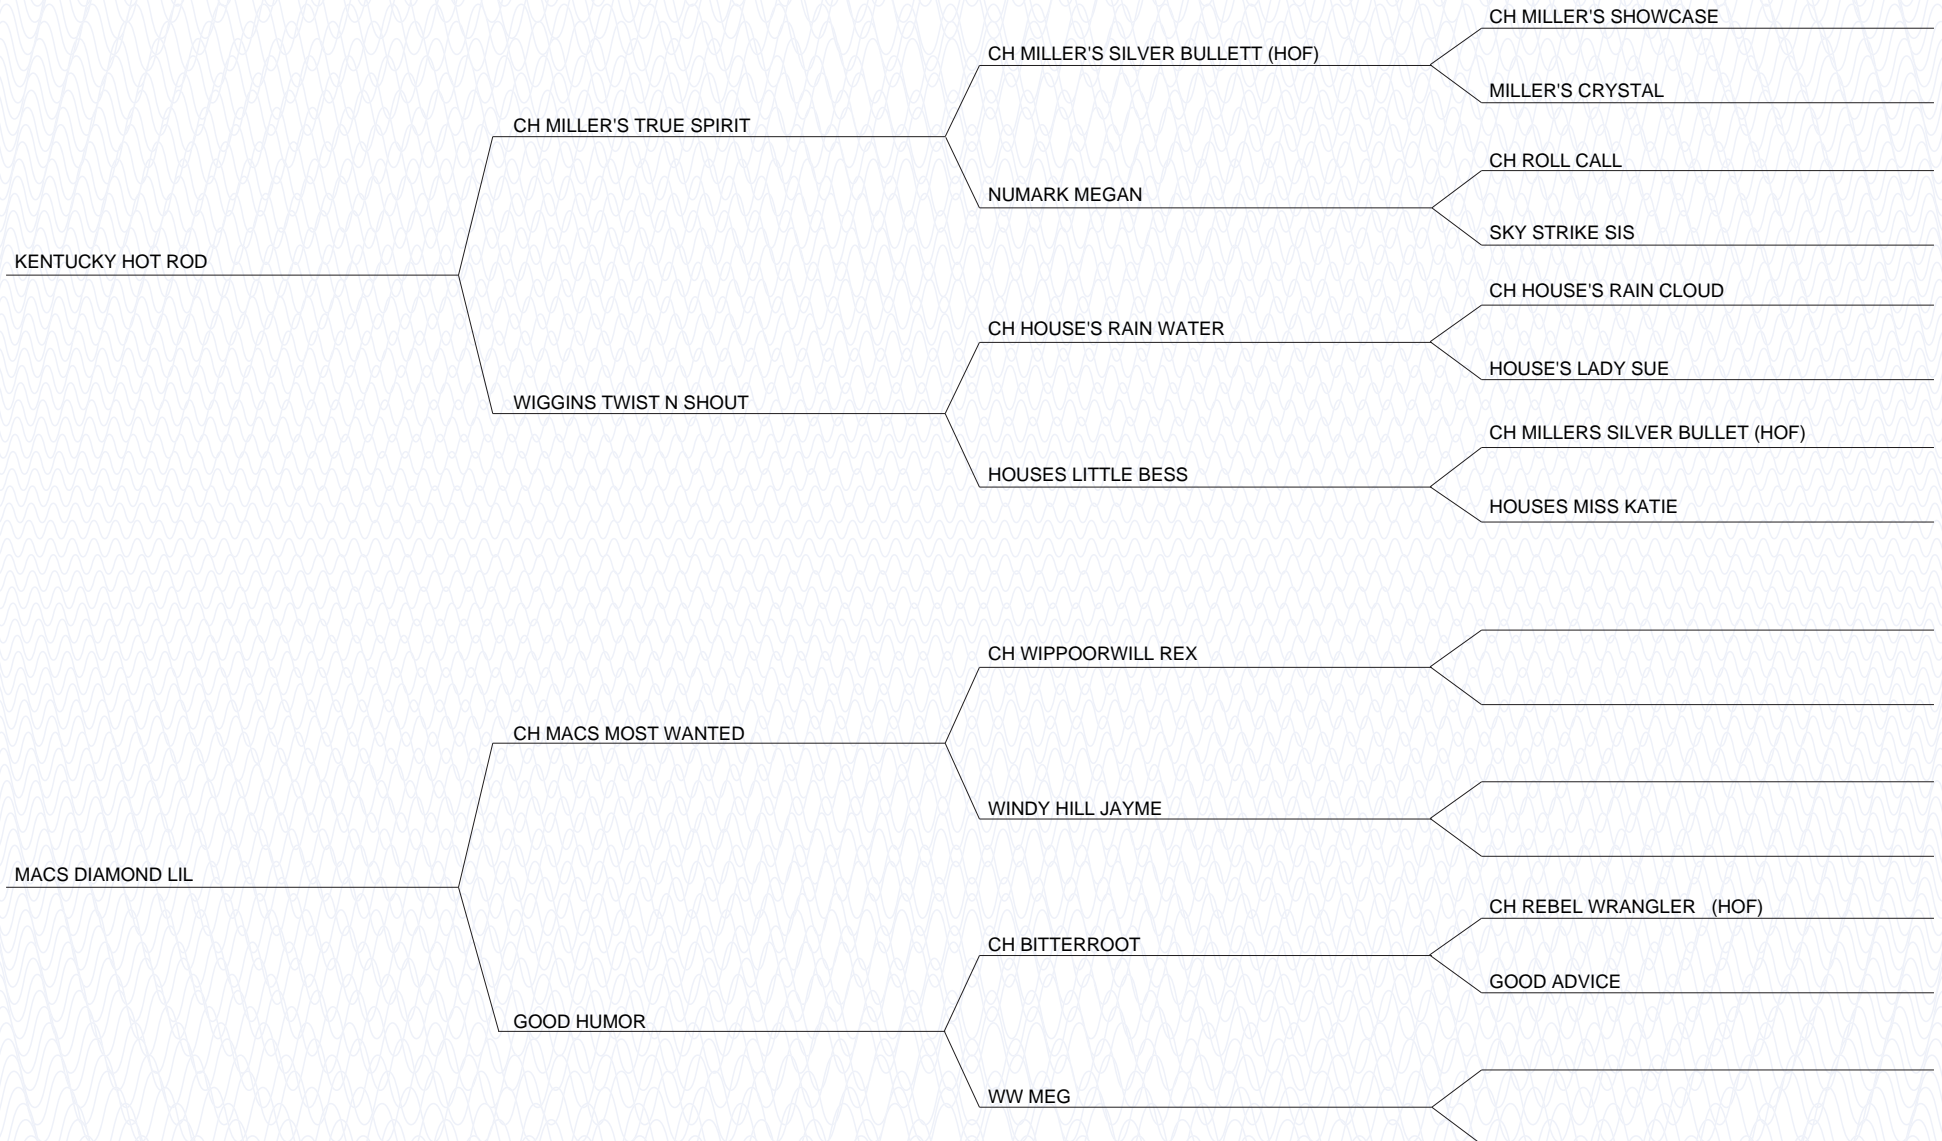 CH MILLER'S SHOWCASE
CH MILLER'S SILVER BULLETT (HOF)
MILLER'S CRYSTAL
CH MILLER'S TRUE SPIRIT
CH ROLL CALL
NUMARK MEGAN
SKY STRIKE SIS
KENTUCKY HOT ROD
CH HOUSE'S RAIN CLOUD
CH HOUSE'S RAIN WATER
HOUSE'S LADY SUE
WIGGINS TWIST N SHOUT
CH MILLERS SILVER BULLET (HOF)
HOUSES LITTLE BESS
HOUSES MISS KATIE
CH WIPPOORWILL REX
CH MACS MOST WANTED
WINDY HILL JAYME
MACS DIAMOND LIL
CH REBEL WRANGLER (HOF)
CH BITTERROOT
GOOD ADVICE
GOOD HUMOR
WW MEG